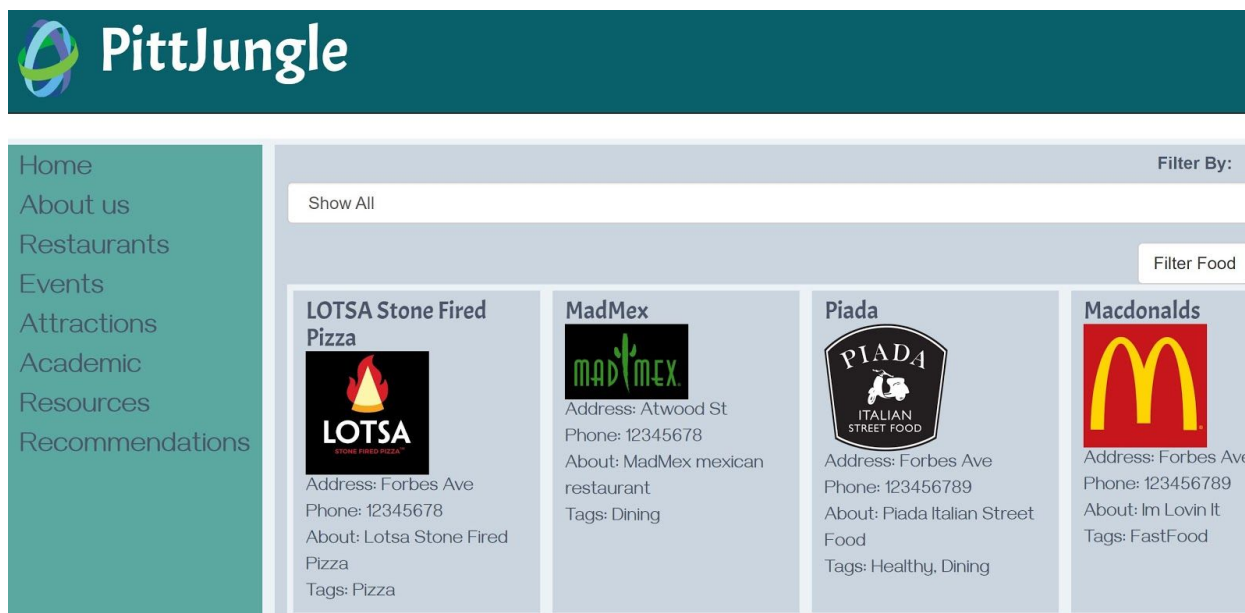 PittJungle
Home
About us
Restaurants
Events
Attractions
Academic
Resources
Recommendations
Filter By:
Show All
Filter Food
LOTSA Stone Fired
Pizza
LOTSA
STONE FIRED PIZZA
Address: Forbes Ave
Phone: 12345678
About: Lotsa Stone Fired
Pizza
Tags: Pizza
MadMex
MAD MEX.
Address: Atwood St
Phone: 12345678
About: MadMex mexican
restaurant
Tags: Dining
Piada
PIADA
ITALIAN
STREET FOOD
Address: Forbes Ave
Phone: 123456789
About: Piada Italian Street
Food
Tags: Healthy, Dining
Macdonalds
Address: Forbes Ave
Phone: 123456789
About: Im Lovin It
Tags: FastFood